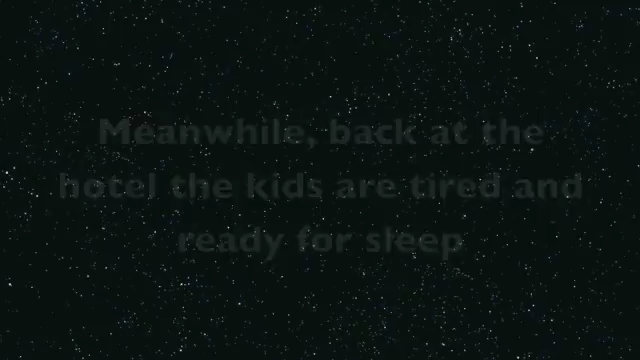 Meanwhile, back at the
hotel the kids are tired and
ready for sleep